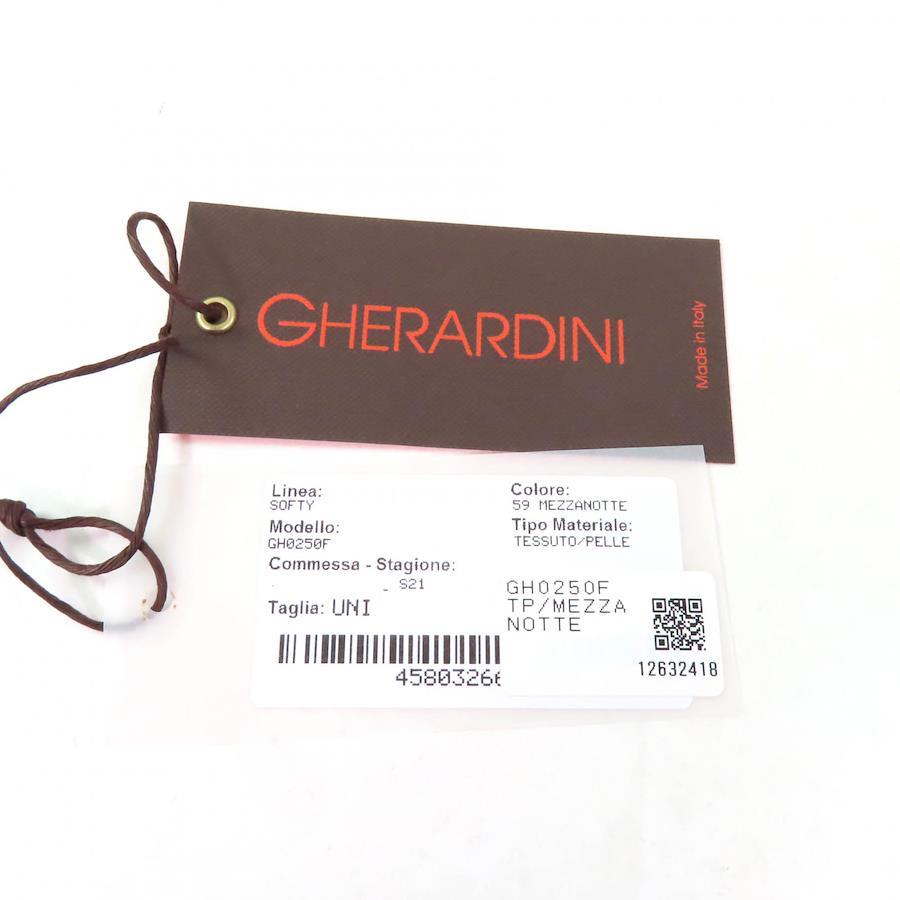 GHERARDINI
Made in Italy
Linea:
SOFTY
Modello:
GH0250F
Commessa - Stagione:
- S21
Taglia: UNI
Colore:
59 MEZZANOTTE
Tipo Materiale:
TESSUTO/PELLE
4580326
GH0250F
TP/MEZZA
NOTTE
12632418